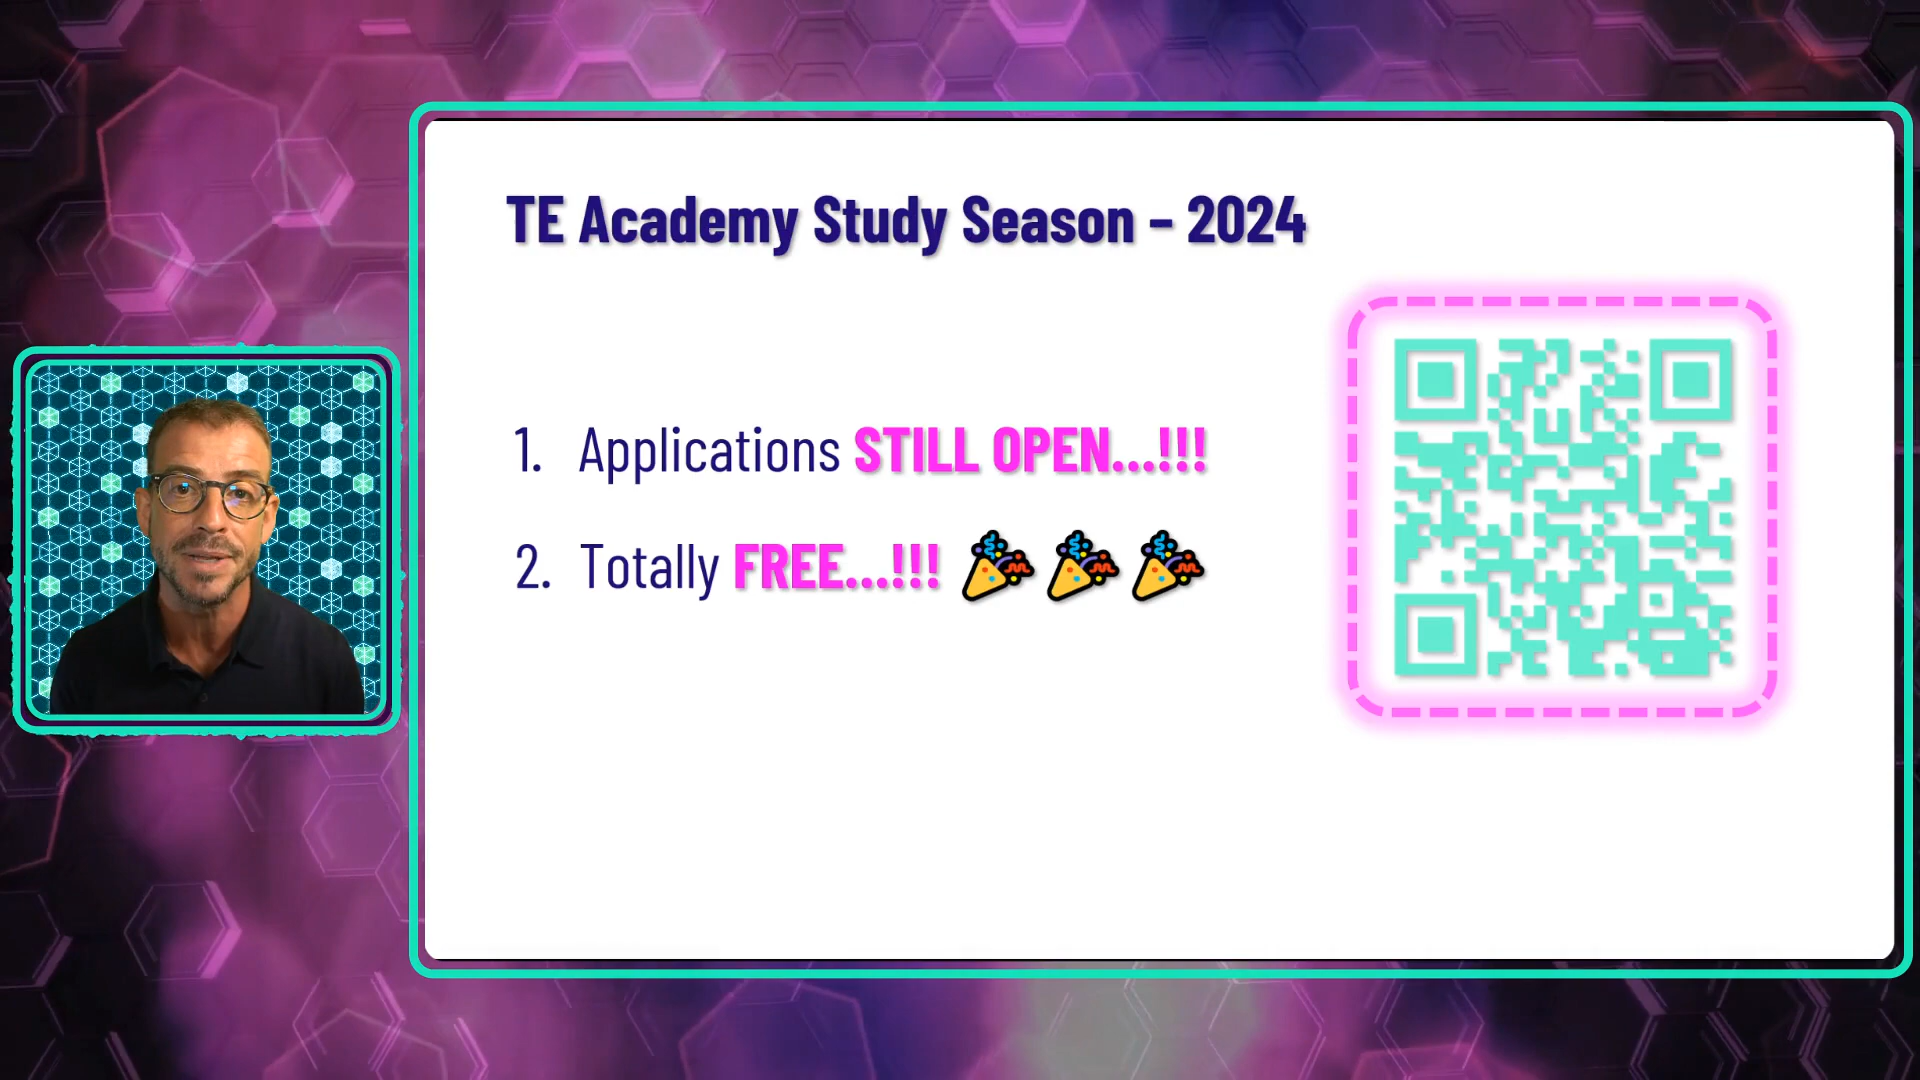 TE Academy Study Season – 2024
1. Applications STILL OPEN...!!!
2. Totally FREE...!!! 🎉 🎉 🎉